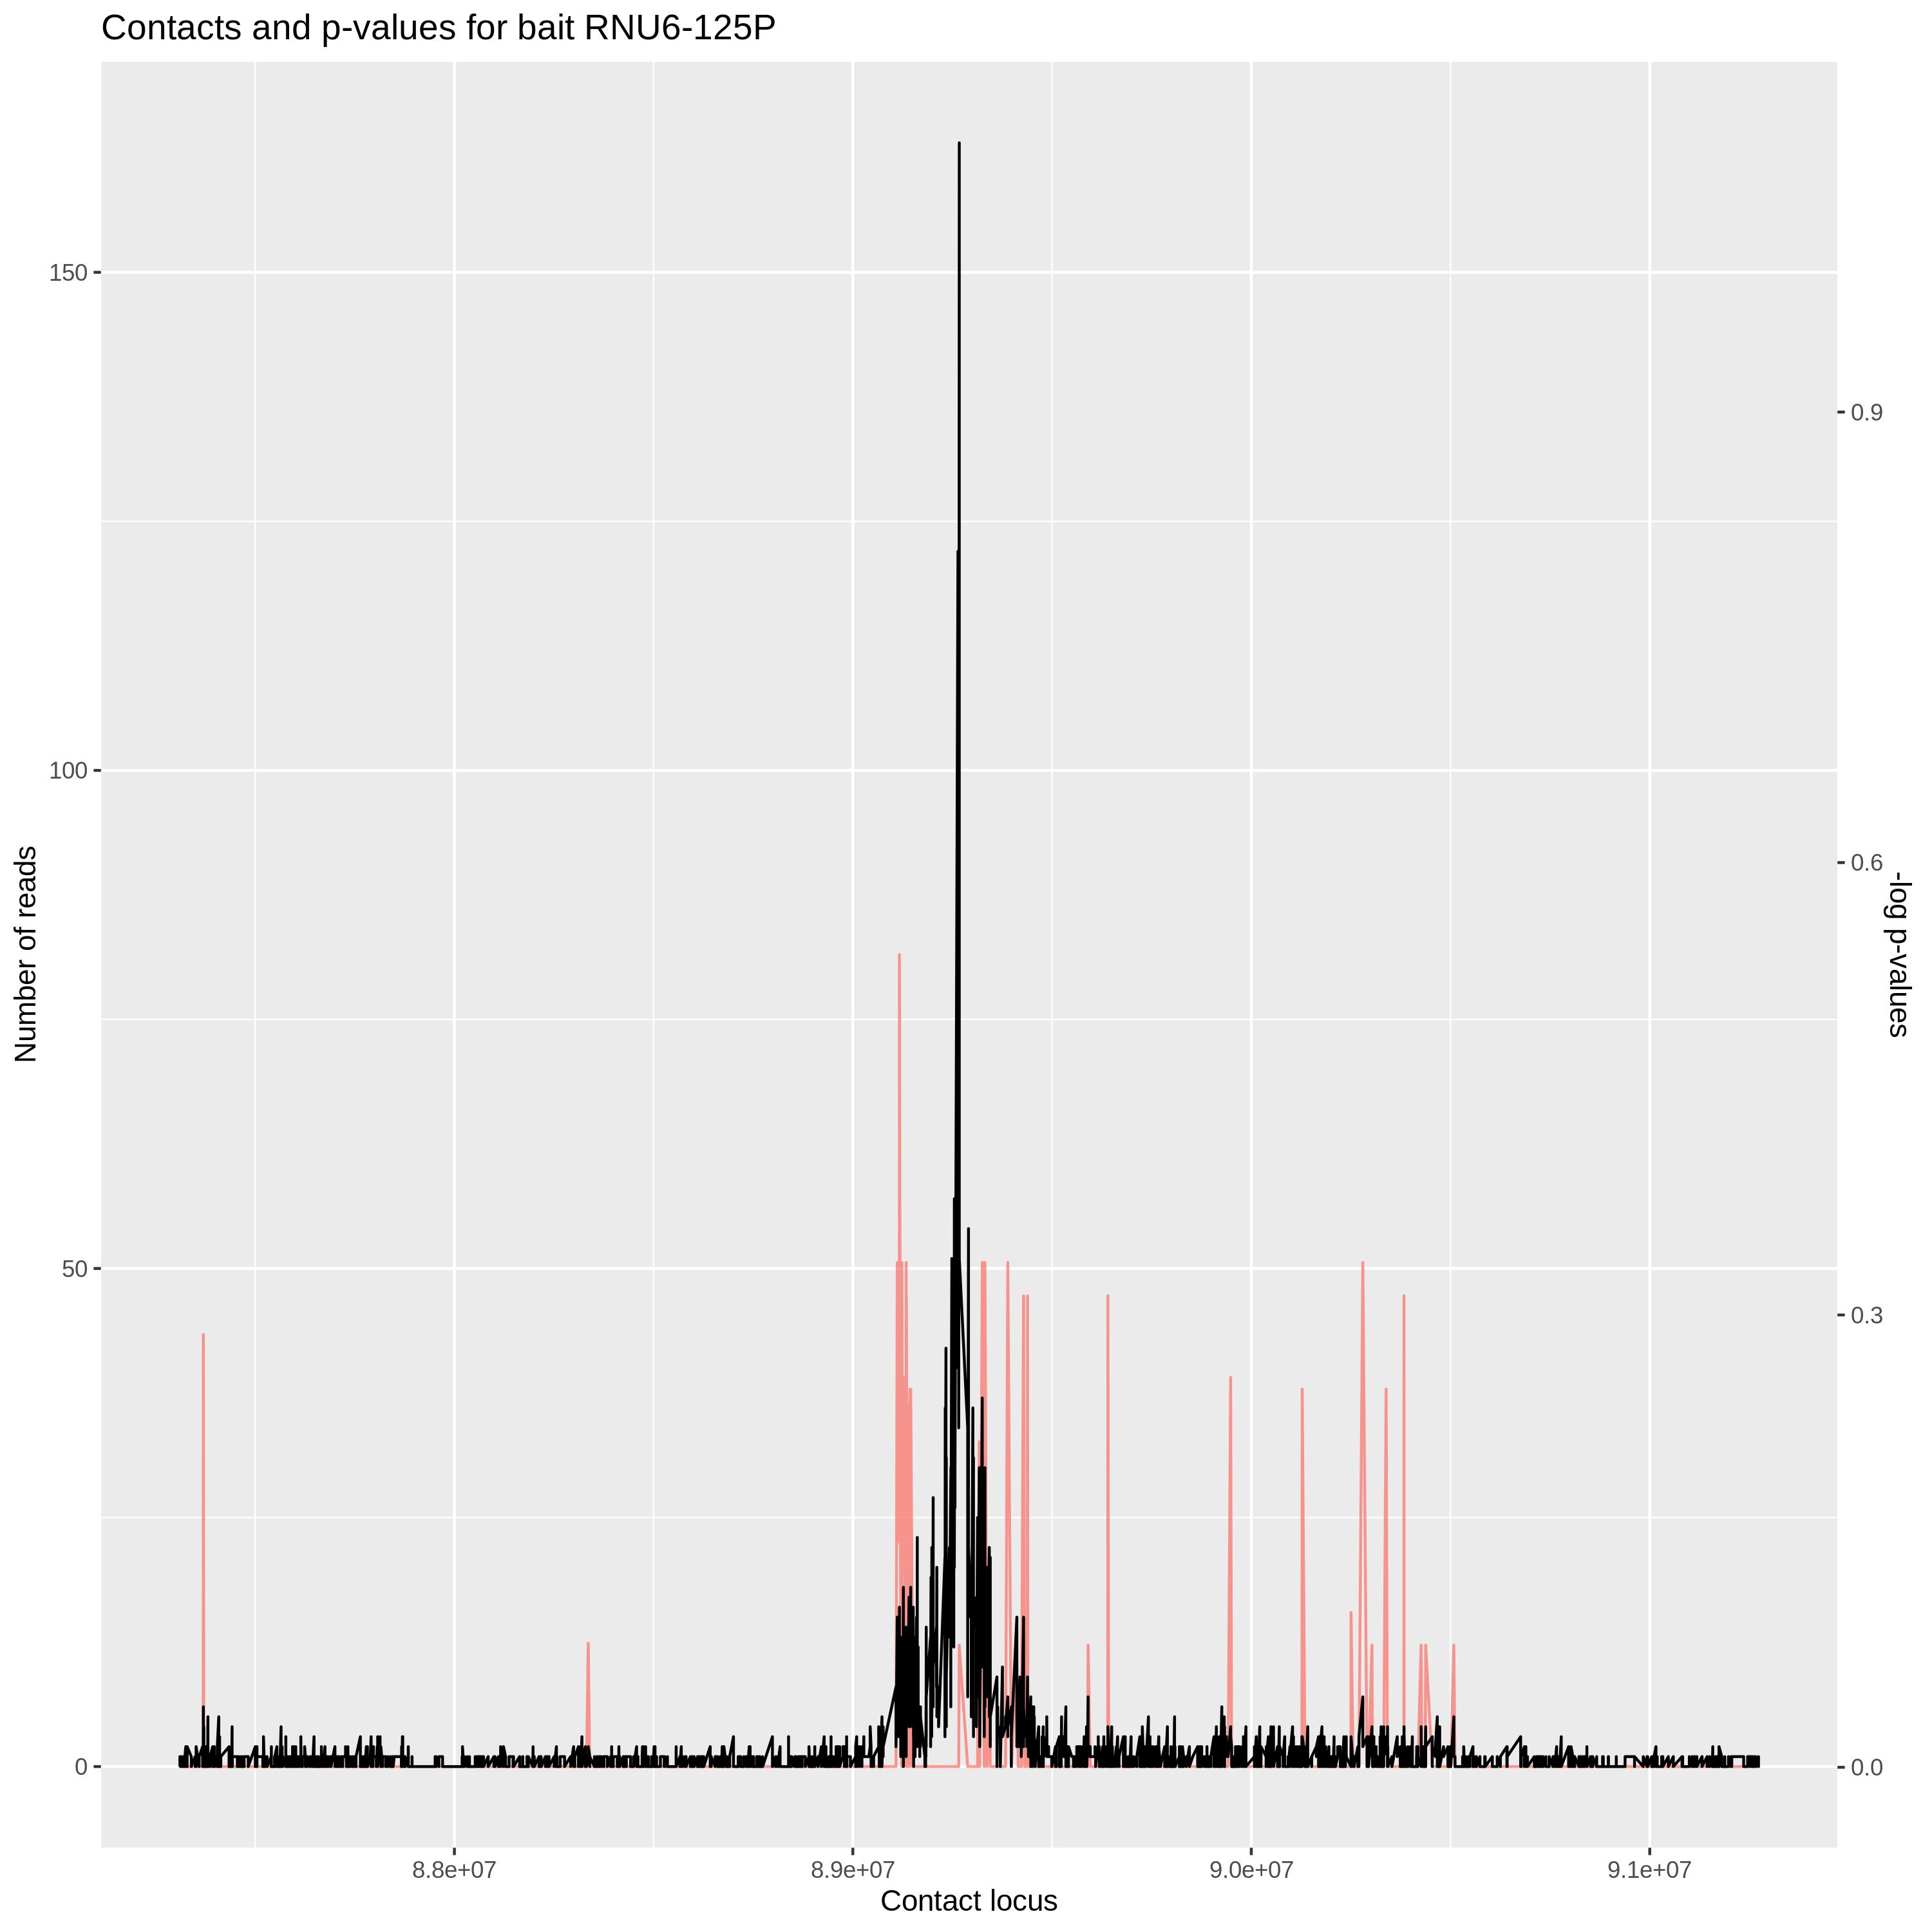 Contacts and p-values for bait RNU6-125P
150
100
50
0
Number of reads
0.9
0.6
0.3
0.0
-log p-values
8.8e+07
8.9e+07
9.0e+07
9.1e+07
Contact locus